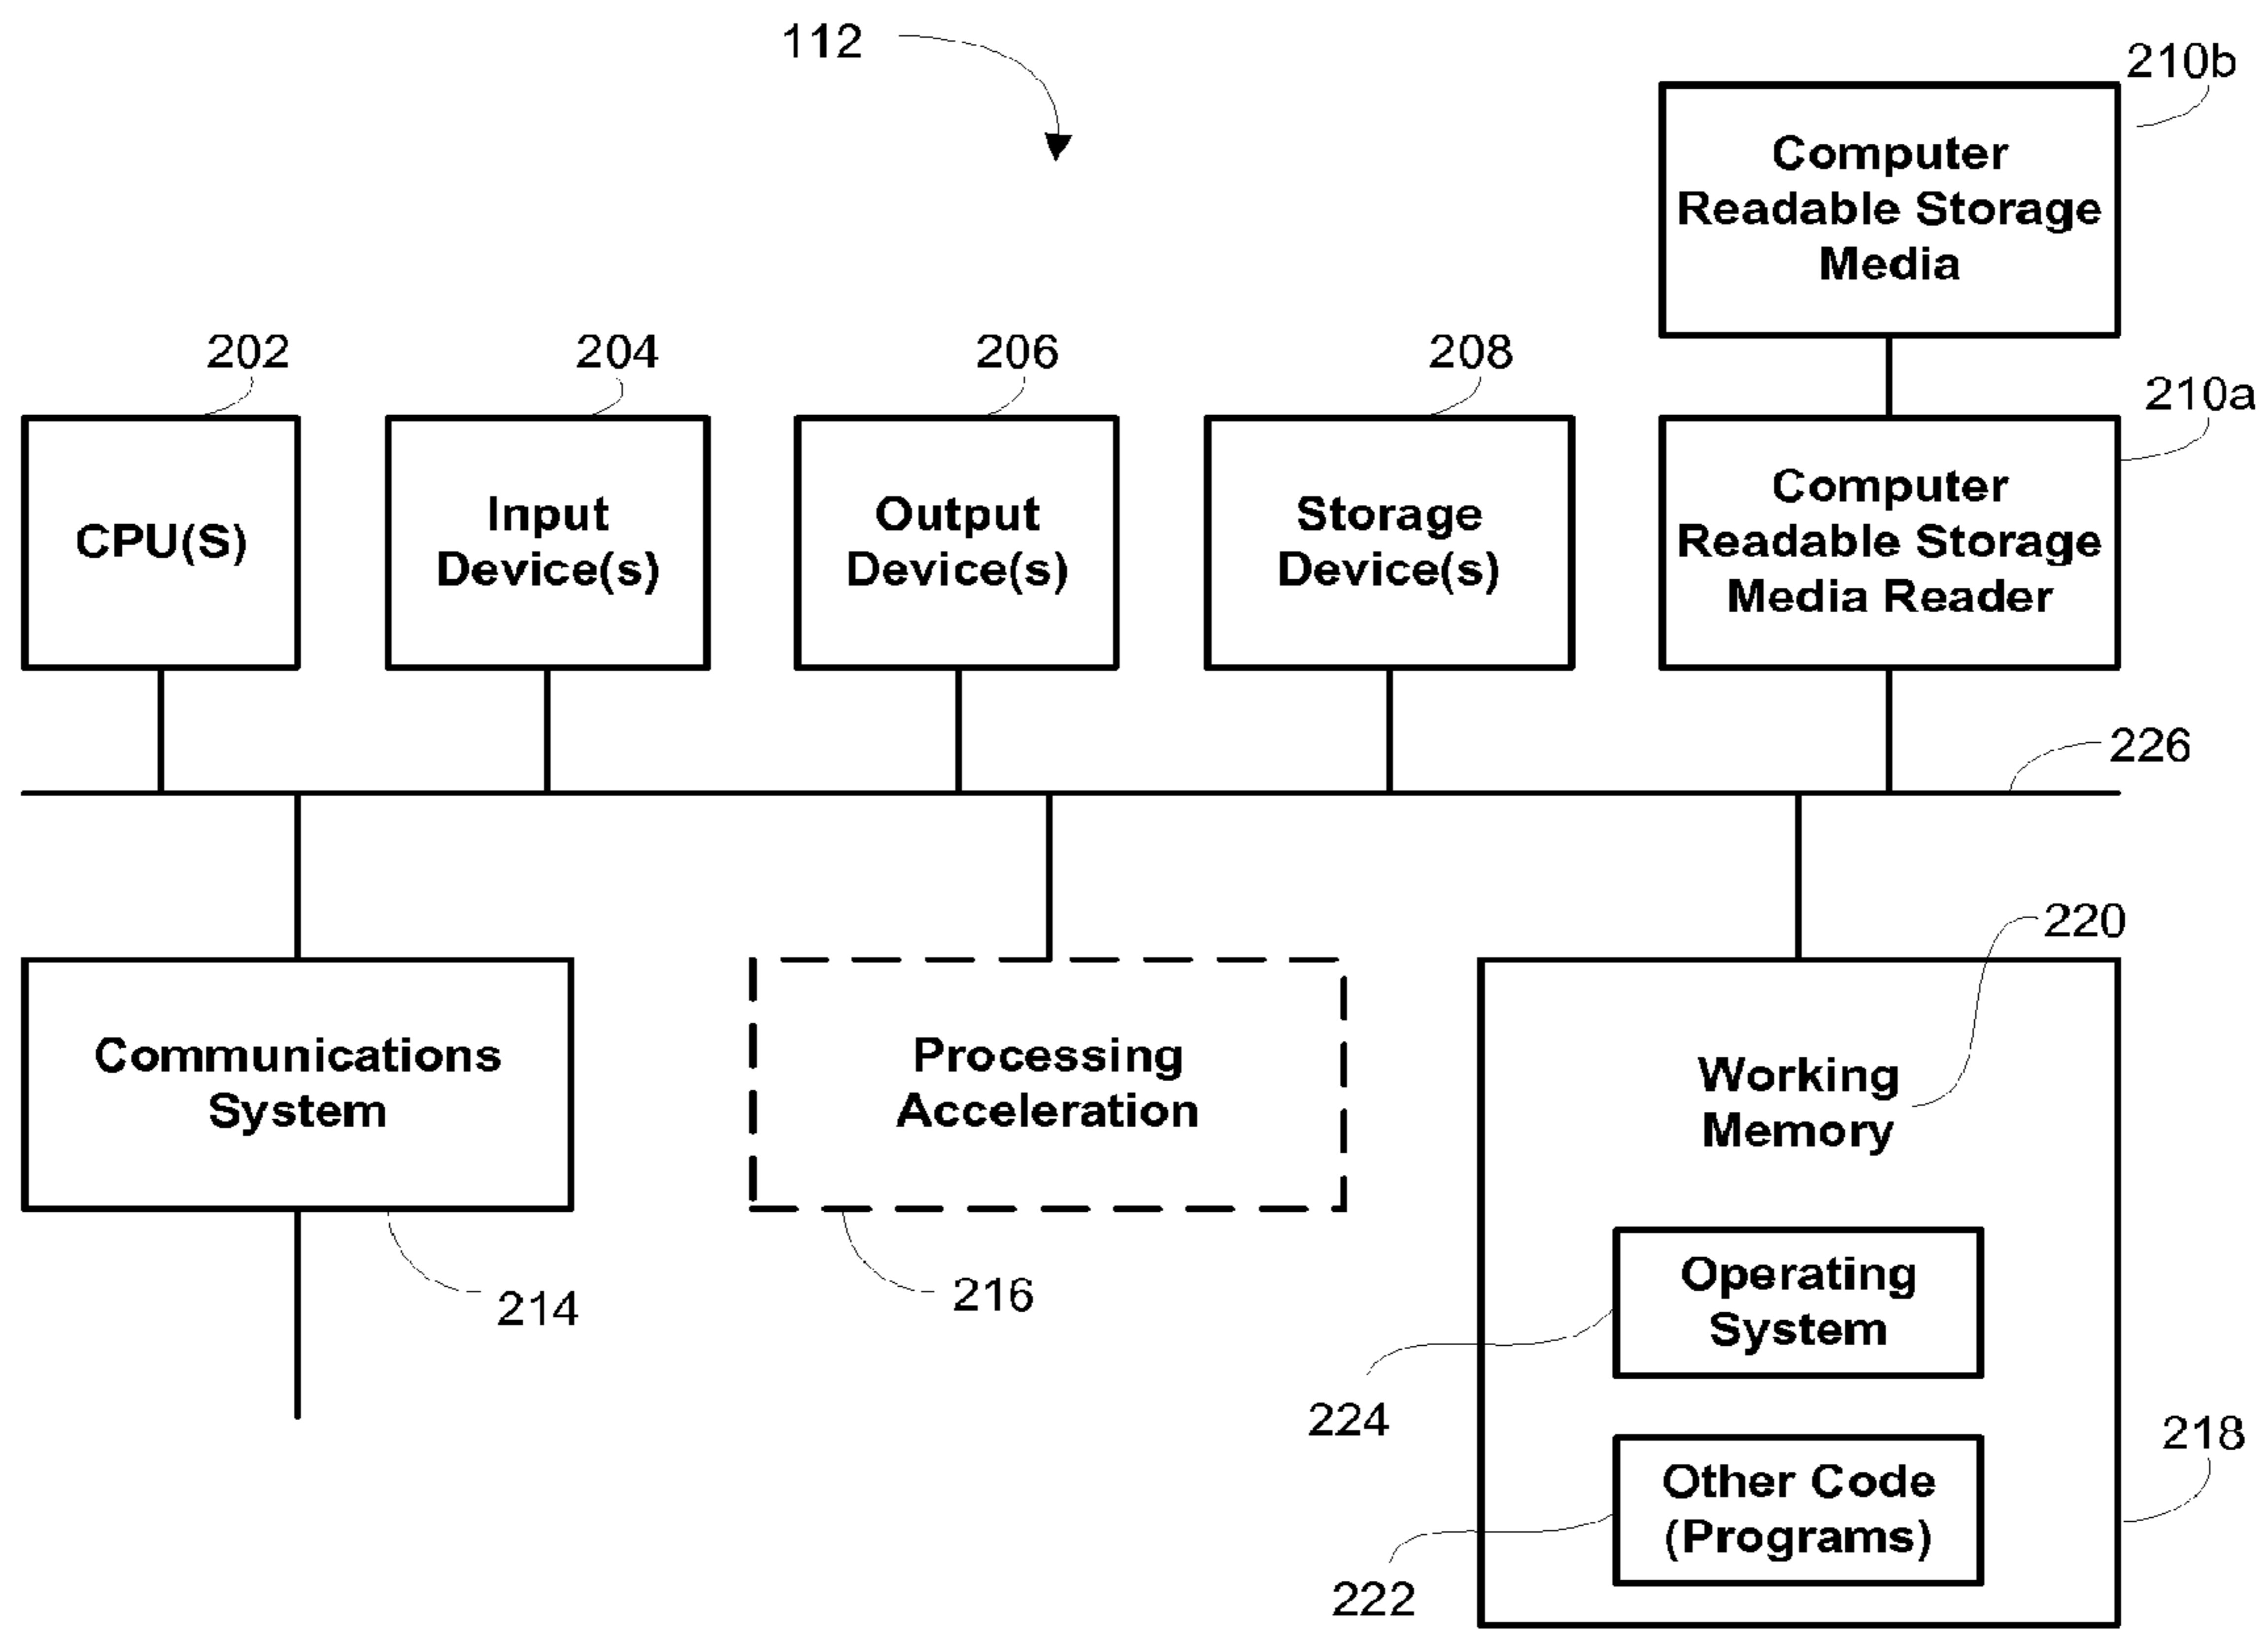 112
210b
Computer
Readable Storage
Media
202
204
206
208
210a
CPU(S)
Input
Device(s)
Output
Device(s)
Storage
Device(s)
Computer
Readable Storage
Media Reader
226
220
Communications
System
Processing
Acceleration
Working
Memory
214
216
Operating
System
224
218
Other Code
(Programs)
222